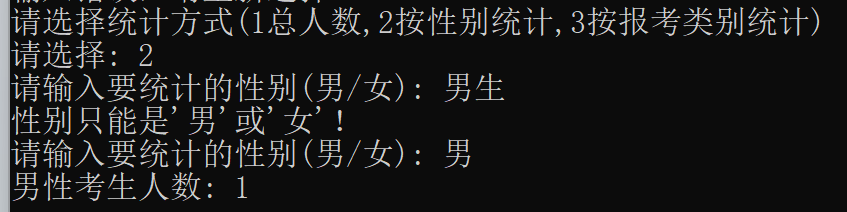 请选择统计方式(1总人数,2按性别统计,3按报考类别统计)
请选择: 2
请输入要统计的性别(男/女): 男生
性别只能是'男'或'女'!
请输入要统计的性别(男/女): 男
男性考生人数: 1